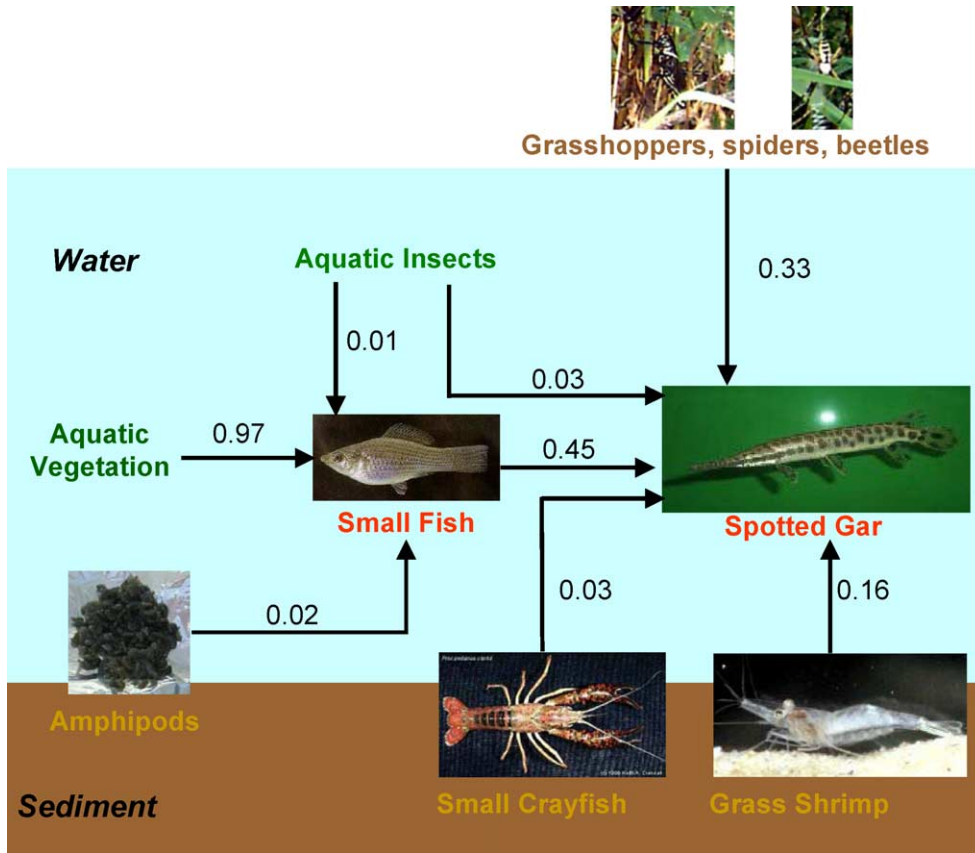 Grasshoppers, spiders, beetles
Water
Aquatic Insects
0.33
0.01
0.03
Aquatic
Vegetation
0.97
0.45
Small Fish
Spotted Gar
0.02
0.03
0.16
Amphipods
Sediment
Small Crayfish
Grass Shrimp